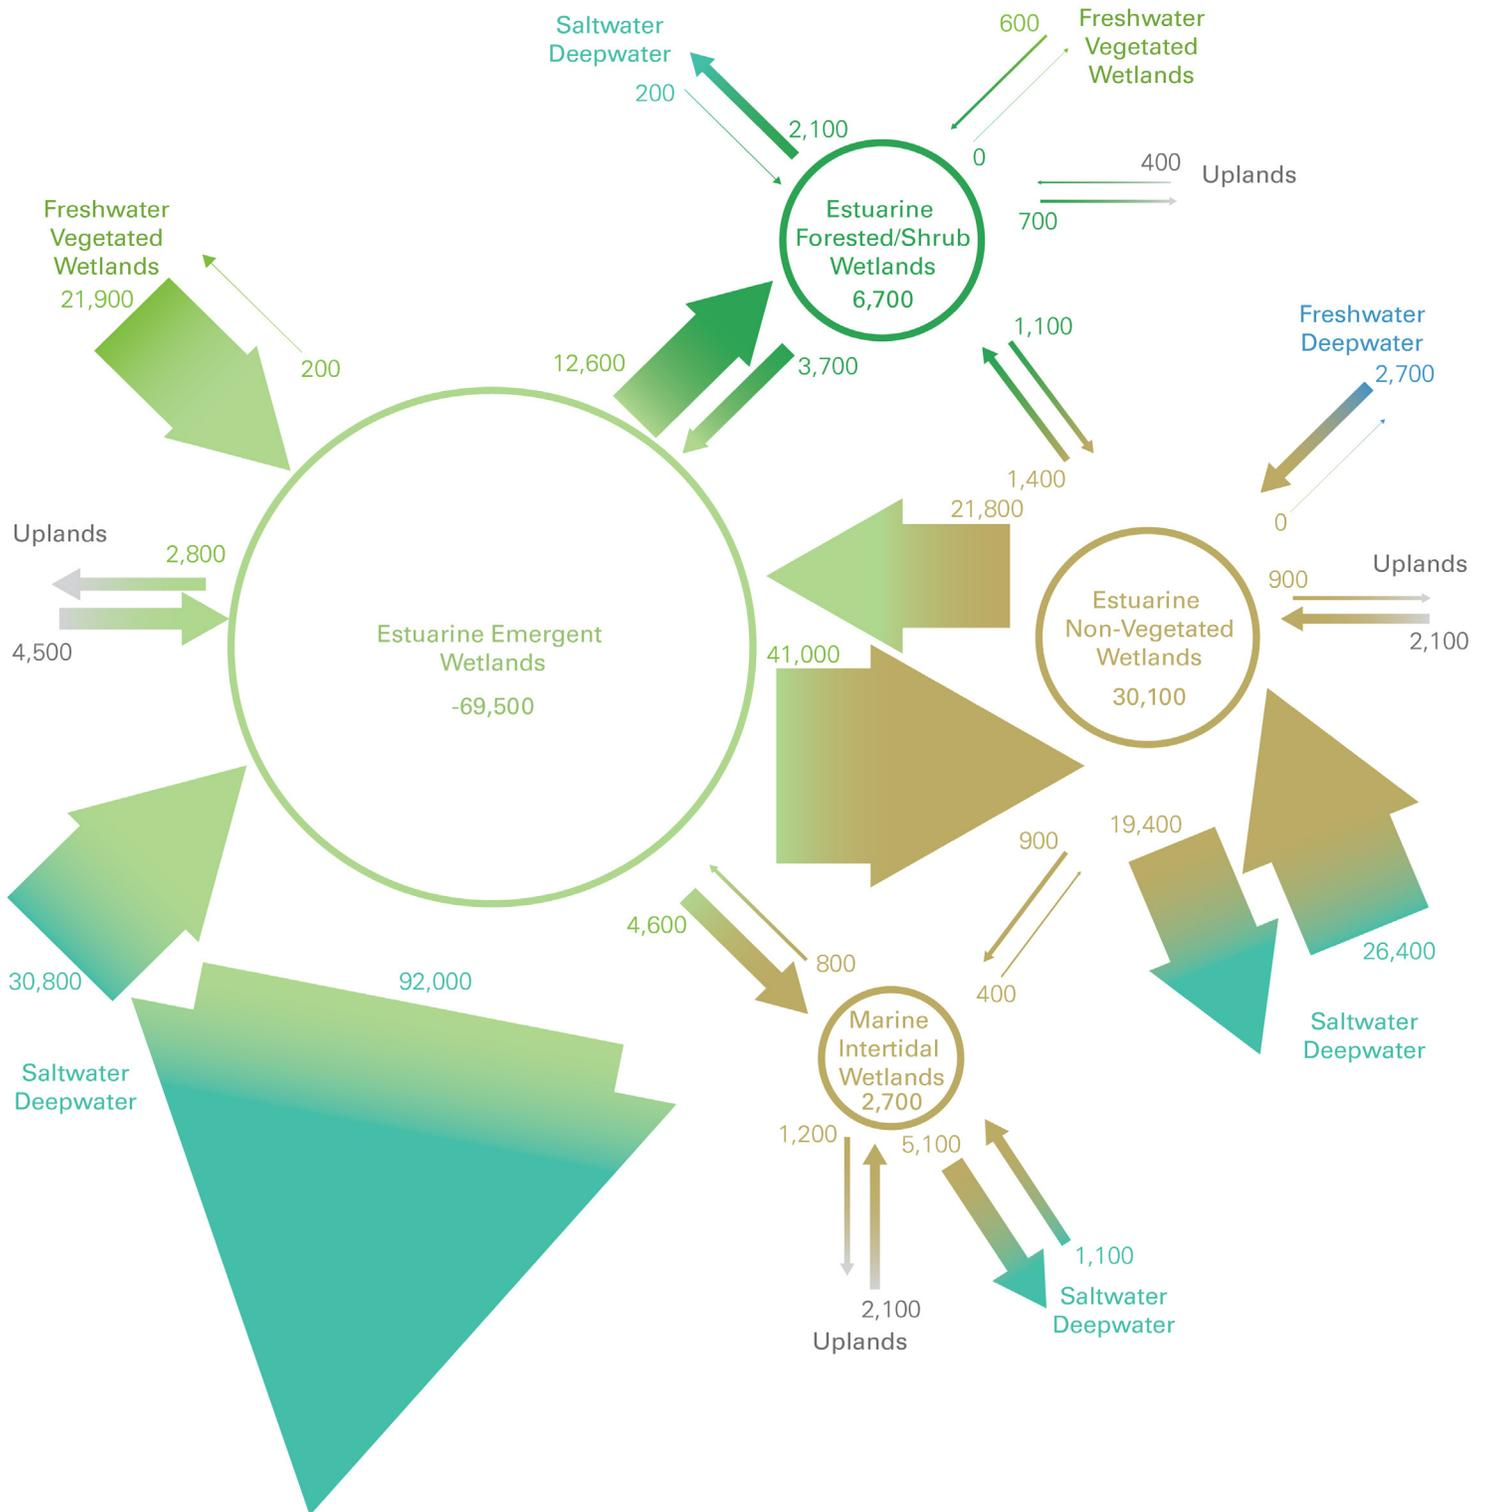 Saltwater
Deepwater
200
2,100
600
Freshwater
Vegetated
Wetlands
0
400
Uplands
700
Estuarine
Forested/Shrub
Wetlands
6,700
Freshwater
Vegetated
Wetlands
21,900
200
12,600
3,700
1,100
1,400
Freshwater
Deepwater
2,700
0
21,800
Uplands
2,800
4,500
Estuarine Emergent
Wetlands
-69,500
41,000
Estuarine
Non-Vegetated
Wetlands
30,100
900
Uplands
2,100
30,800
92,000
Saltwater
Deepwater
4,600
800
900
400
19,400
26,400
Saltwater
Deepwater
Marine
Intertidal
Wetlands
2,700
1,200
5,100
2,100
Uplands
1,100
Saltwater
Deepwater